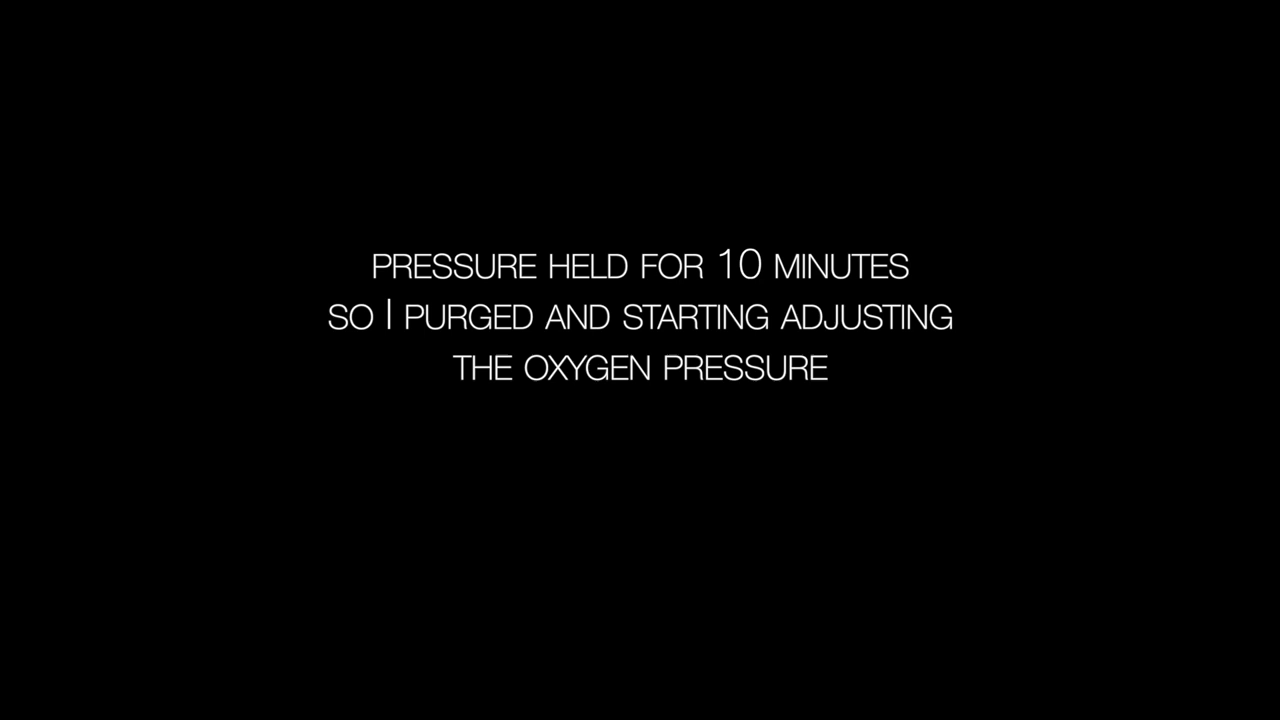 PRESSURE HELD FOR 10 MINUTES
SO I PURGED AND STARTING ADJUSTING
THE OXYGEN PRESSURE